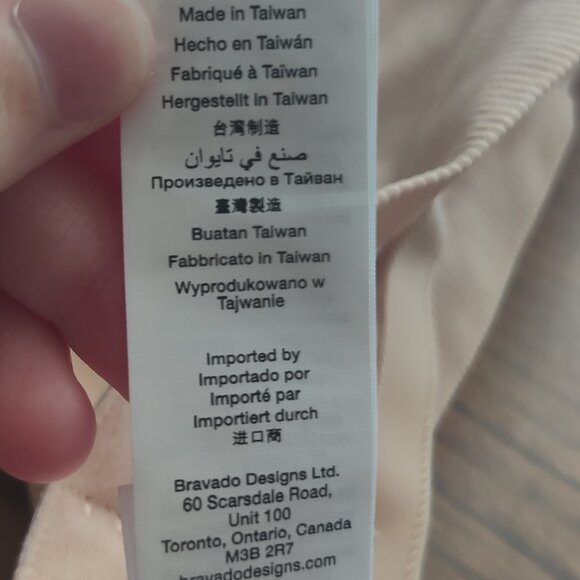 Made in Taiwan
Hecho en Taiwán
Fabriqué à Taïwan
Hergestellt in Taiwan
台湾制造
صنع في تايوان
Произведено в Тайван
臺灣製造
Buatan Taiwan
Fabbricato in Taiwan
Wyprodukowano w
Tajwanie
Imported by
Importado por
Importé par
Importiert durch
进口商
Bravado Designs Ltd.
60 Scarsdale Road,
Unit 100
Toronto, Ontario, Canada
M3B 2R7
bravadodesigns.com